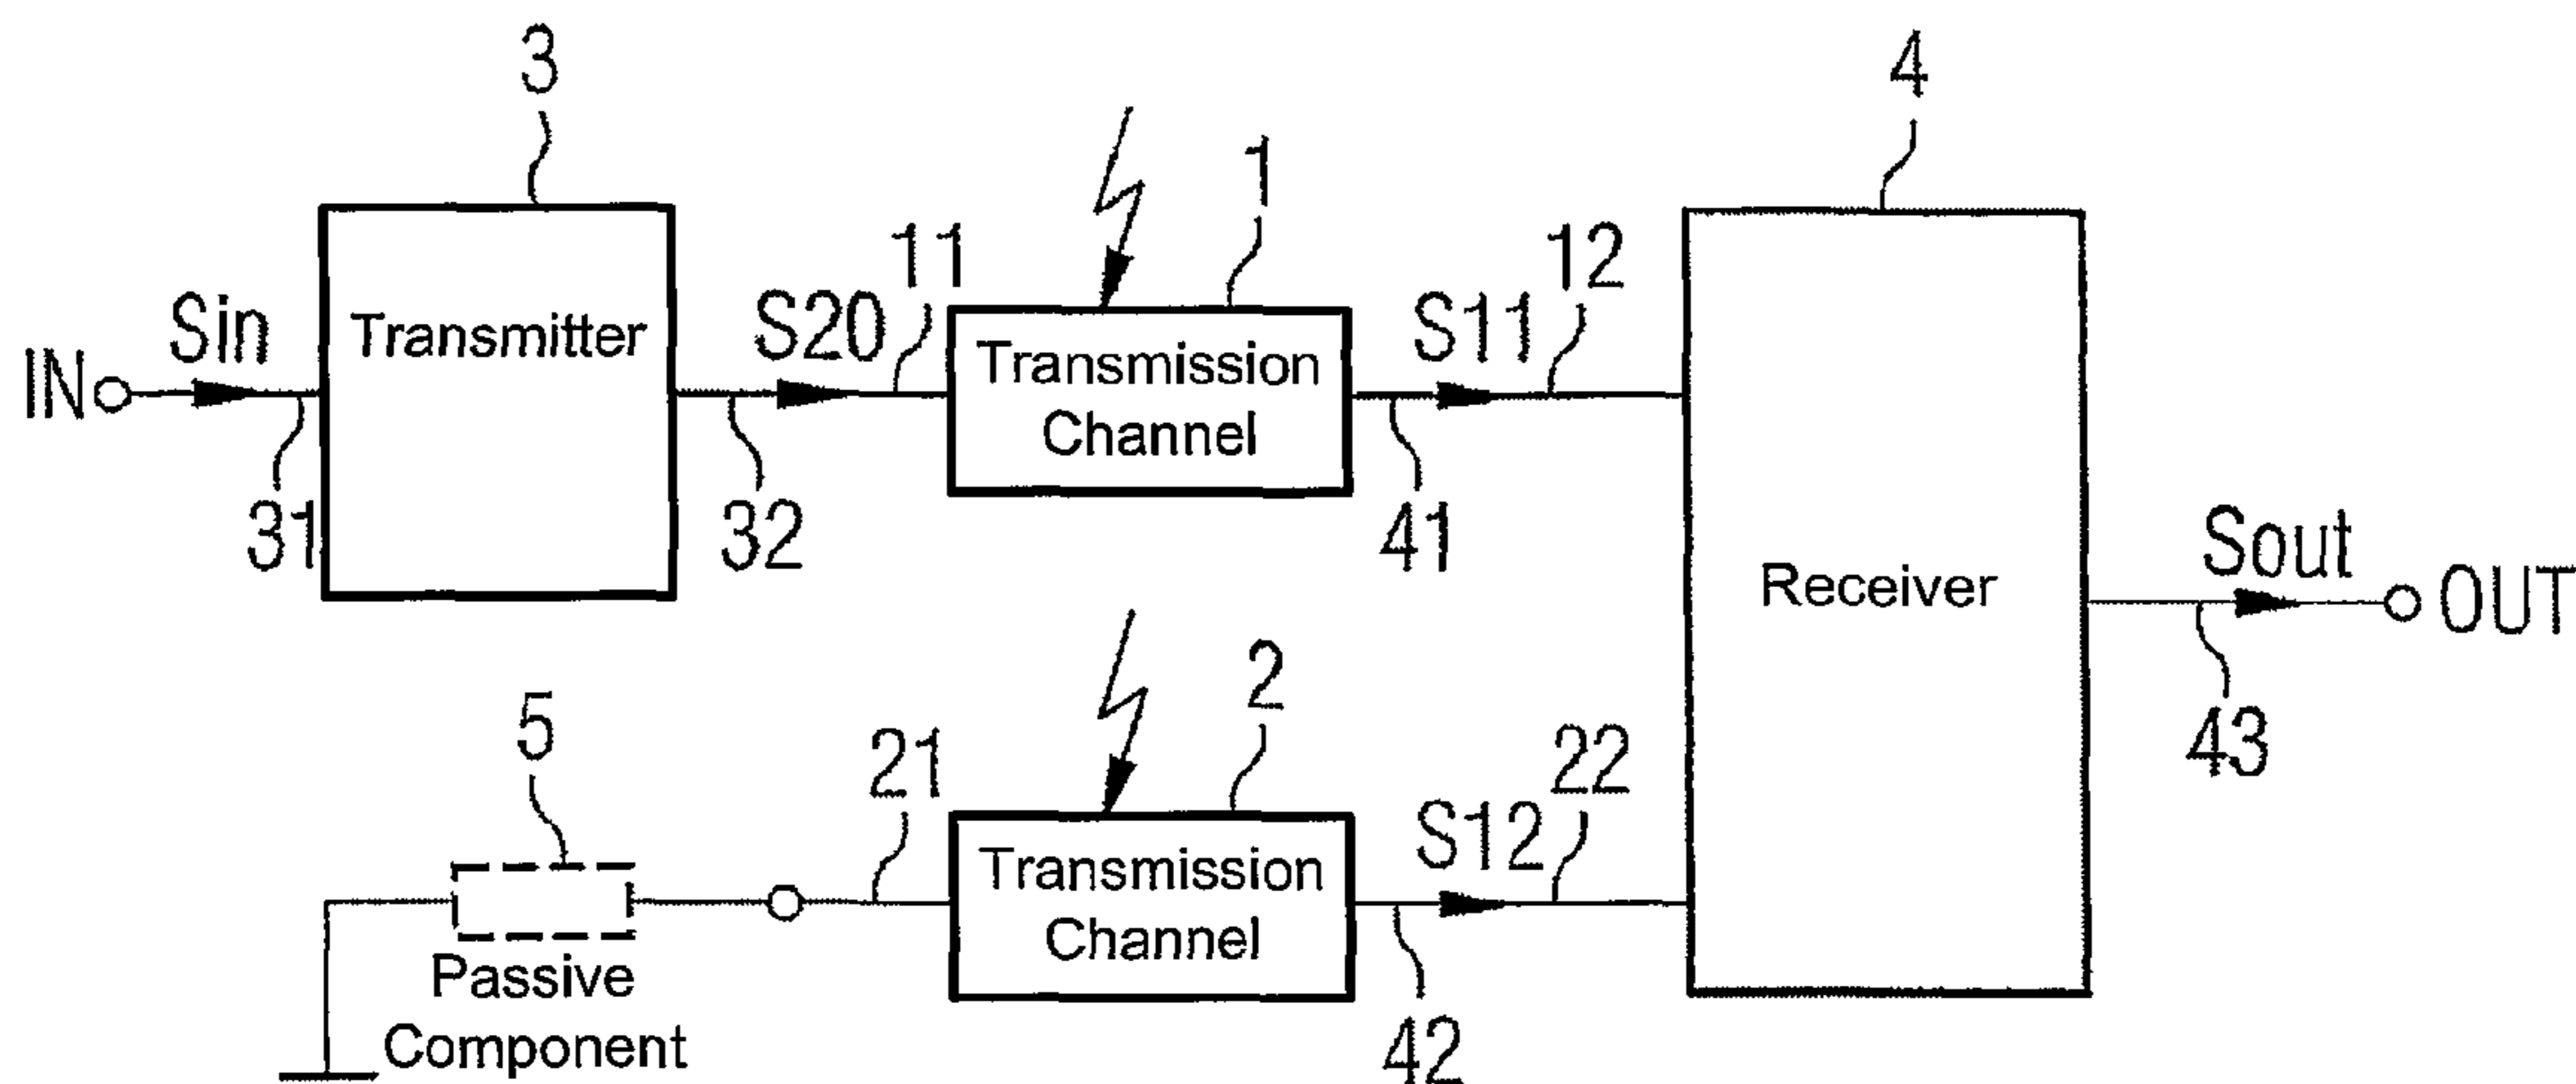 3
4
1
11
12
Sin
S20
S11
IN
Transmitter
Transmission
Channel
31
32
41
Receiver
Sout
OUT
43
5
2
21
22
S12
Transmission
Channel
Passive
Component
42